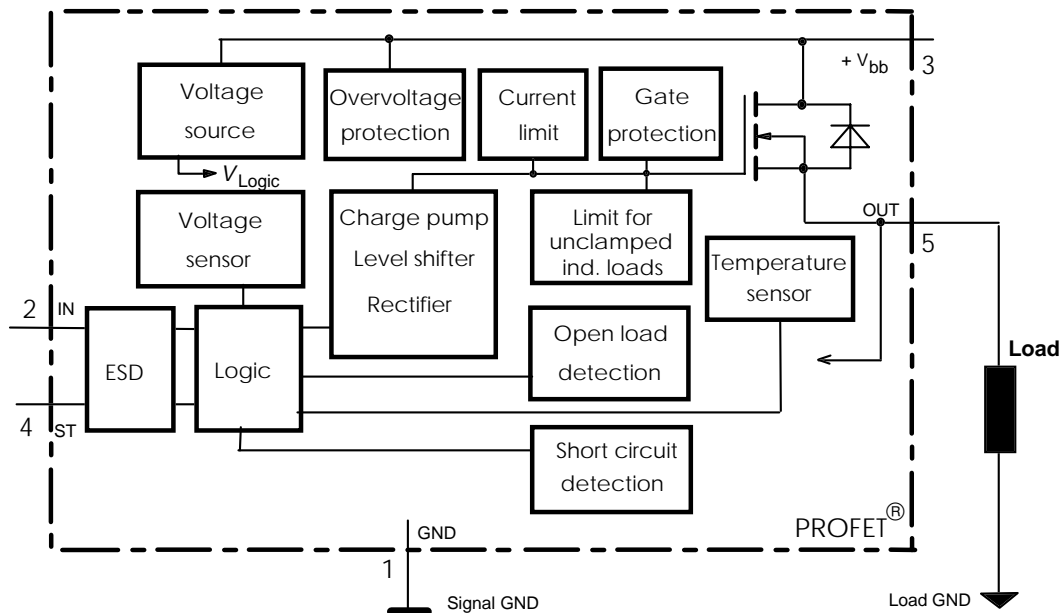 + Vbb
3
Voltage
source
Overvoltage
protection
Current
limit
Gate
protection
VLogic
Voltage
sensor
Charge pump
Level shifter
Rectifier
Limit for
unclamped
ind. loads
OUT
5
Temperature
sensor
2
IN
ESD
Logic
Open load
detection
Load
4
ST
Short circuit
detection
PROFET®
GND
1
Signal GND
Load GND